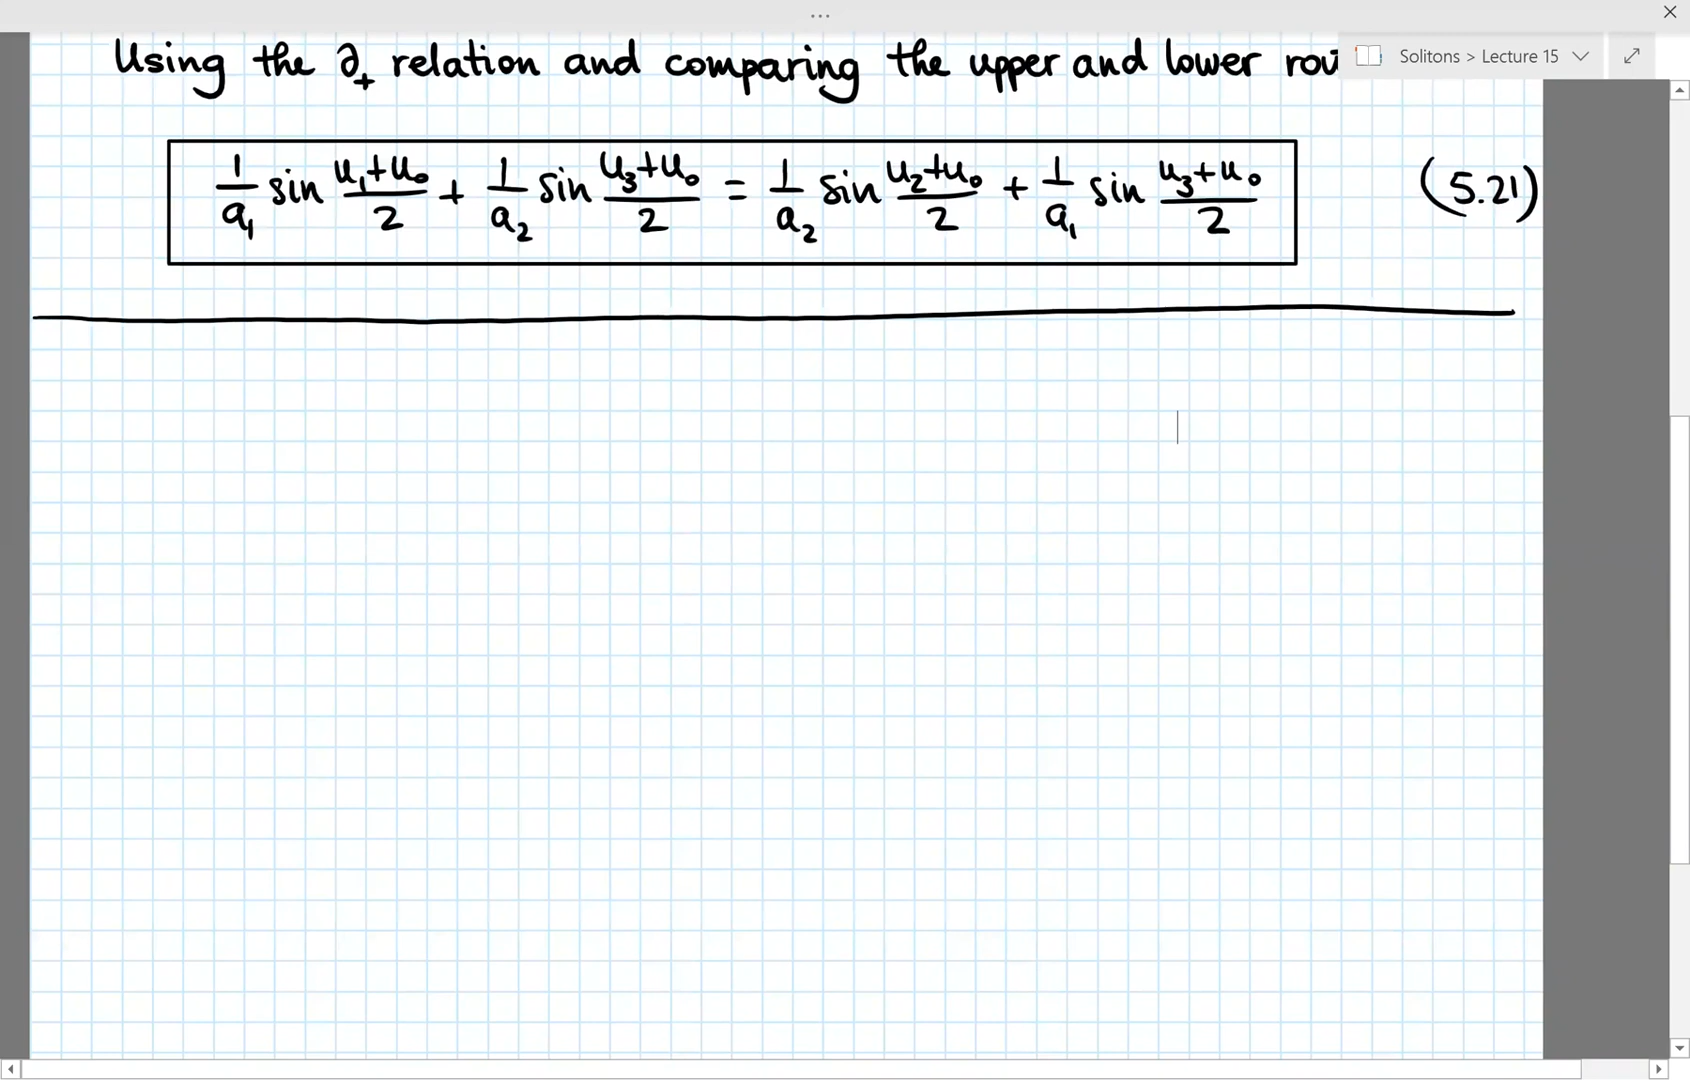 Solitons > Lecture 15
Using the ∂₊ relation and comparing the upper and lower
1/a₁ sin (u₁+u₀)/2 + 1/a₂ sin (u₃+u₀)/2 = 1/a₂ sin (u₂+u₀)/2 + 1/a₁ sin (u₃+u₀)/2 (5.21)